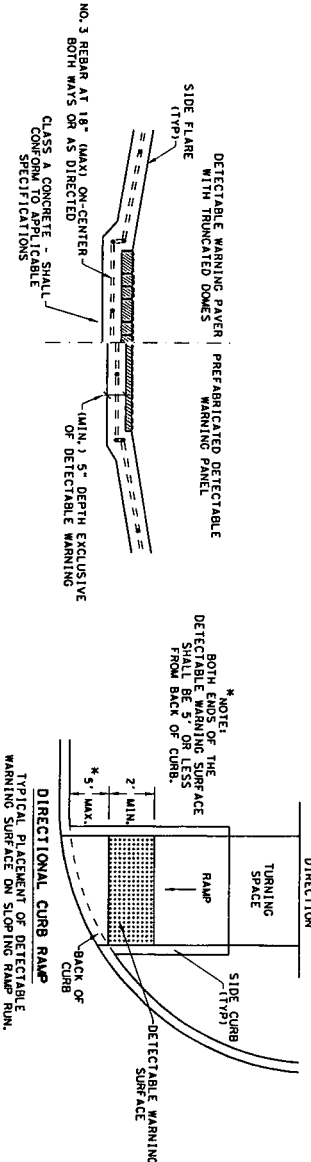 DETECTABLE WARNING PAVER
WITH TRUNCATED DOMES
PREFABRICATED DETECTABLE
WARNING PANEL
SIDE FLARE
(TYP)
NO. 3 REBAR AT 18" (MAX) ON-CENTER
BOTH WAYS OR AS DIRECTED
CLASS A CONCRETE - SHALL
CONFORM TO APPLICABLE
SPECIFICATIONS
(MIN.) 5" DEPTH EXCLUSIVE
OF DETECTABLE WARNING
DIRECTION
TURNING
SPACE
RAMP
SIDE CURB
(TYP)
*NOTE:
BOTH ENDS OF THE
DETECTABLE WARNING SURFACE
SHALL BE 5' OR LESS
FROM BACK OF CURB.
2' MIN.
* 5' MAX.
DETECTABLE WARNING
SURFACE
BACK OF
CURB
DIRECTIONAL CURB RAMP
TYPICAL PLACEMENT OF DETECTABLE
WARNING SURFACE ON SLOPING RAMP RUN.